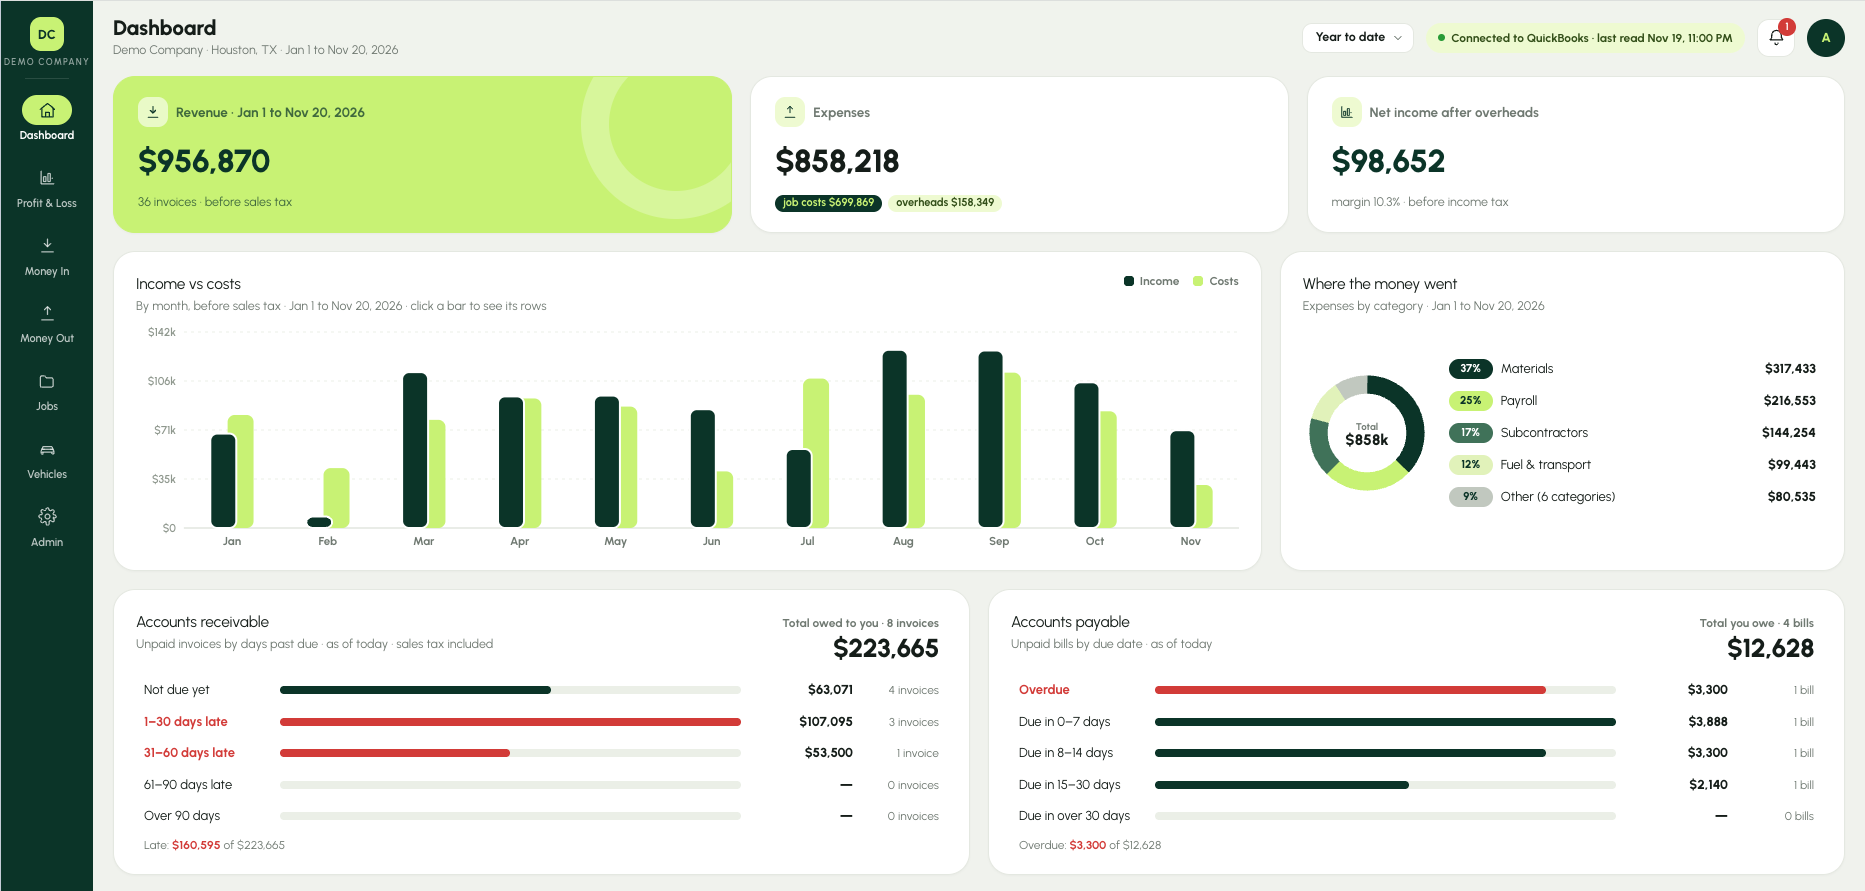 DC
DEMO COMPANY
Dashboard
Profit & Loss
Money In
Money Out
Jobs
Vehicles
Admin
Dashboard
Demo Company · Houston, TX · Jan 1 to Nov 20, 2026
Year to date
Connected to QuickBooks · last read Nov 19, 11:00 PM
1
A
Revenue · Jan 1 to Nov 20, 2026
$956,870
36 invoices · before sales tax
Expenses
$858,218
job costs $699,869 overheads $158,349
Net income after overheads
$98,652
margin 10.3% · before income tax
Income vs costs
By month, before sales tax · Jan 1 to Nov 20, 2026 · click a bar to see its rows
Income Costs
$142k
$106k
$71k
$35k
$0
Jan Feb Mar Apr May Jun Jul Aug Sep Oct Nov
Where the money went
Expenses by category · Jan 1 to Nov 20, 2026
Total
$858k
37% Materials $317,433
25% Payroll $216,553
17% Subcontractors $144,254
12% Fuel & transport $99,443
9% Other (6 categories) $80,535
Accounts receivable
Unpaid invoices by days past due · as of today · sales tax included
Total owed to you · 8 invoices
$223,665
Not due yet $63,071 4 invoices
1–30 days late $107,095 3 invoices
31–60 days late $53,500 1 invoice
61–90 days late — 0 invoices
Over 90 days — 0 invoices
Late: $160,595 of $223,665
Accounts payable
Unpaid bills by due date · as of today
Total you owe · 4 bills
$12,628
Overdue $3,300 1 bill
Due in 0–7 days $3,888 1 bill
Due in 8–14 days $3,300 1 bill
Due in 15–30 days $2,140 1 bill
Due in over 30 days — 0 bills
Overdue: $3,300 of $12,628